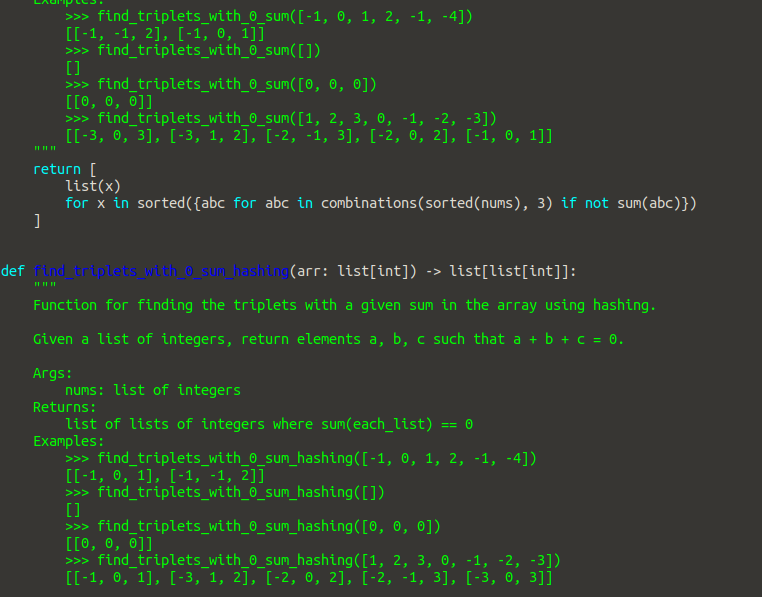 Examples:
>>> find_triplets_with_0_sum([-1, 0, 1, 2, -1, -4])
[[-1, -1, 2], [-1, 0, 1]]
>>> find_triplets_with_0_sum([])
[]
>>> find_triplets_with_0_sum([0, 0, 0])
[[0, 0, 0]]
>>> find_triplets_with_0_sum([1, 2, 3, 0, -1, -2, -3])
[[-3, 0, 3], [-3, 1, 2], [-2, -1, 3], [-2, 0, 2], [-1, 0, 1]]
"""
return [
list(x)
for x in sorted({abc for abc in combinations(sorted(nums), 3) if not sum(abc)})
]
def find_triplets_with_0_sum_hashing(arr: list[int]) -> list[list[int]]:
"""
Function for finding the triplets with a given sum in the array using hashing.
Given a list of integers, return elements a, b, c such that a + b + c = 0.
Args:
nums: list of integers
Returns:
list of lists of integers where sum(each_list) == 0
Examples:
>>> find_triplets_with_0_sum_hashing([-1, 0, 1, 2, -1, -4])
[[-1, 0, 1], [-1, -1, 2]]
>>> find_triplets_with_0_sum_hashing([])
[]
>>> find_triplets_with_0_sum_hashing([0, 0, 0])
[[0, 0, 0]]
>>> find_triplets_with_0_sum_hashing([1, 2, 3, 0, -1, -2, -3])
[[-1, 0, 1], [-3, 1, 2], [-2, 0, 2], [-2, -1, 3], [-3, 0, 3]]